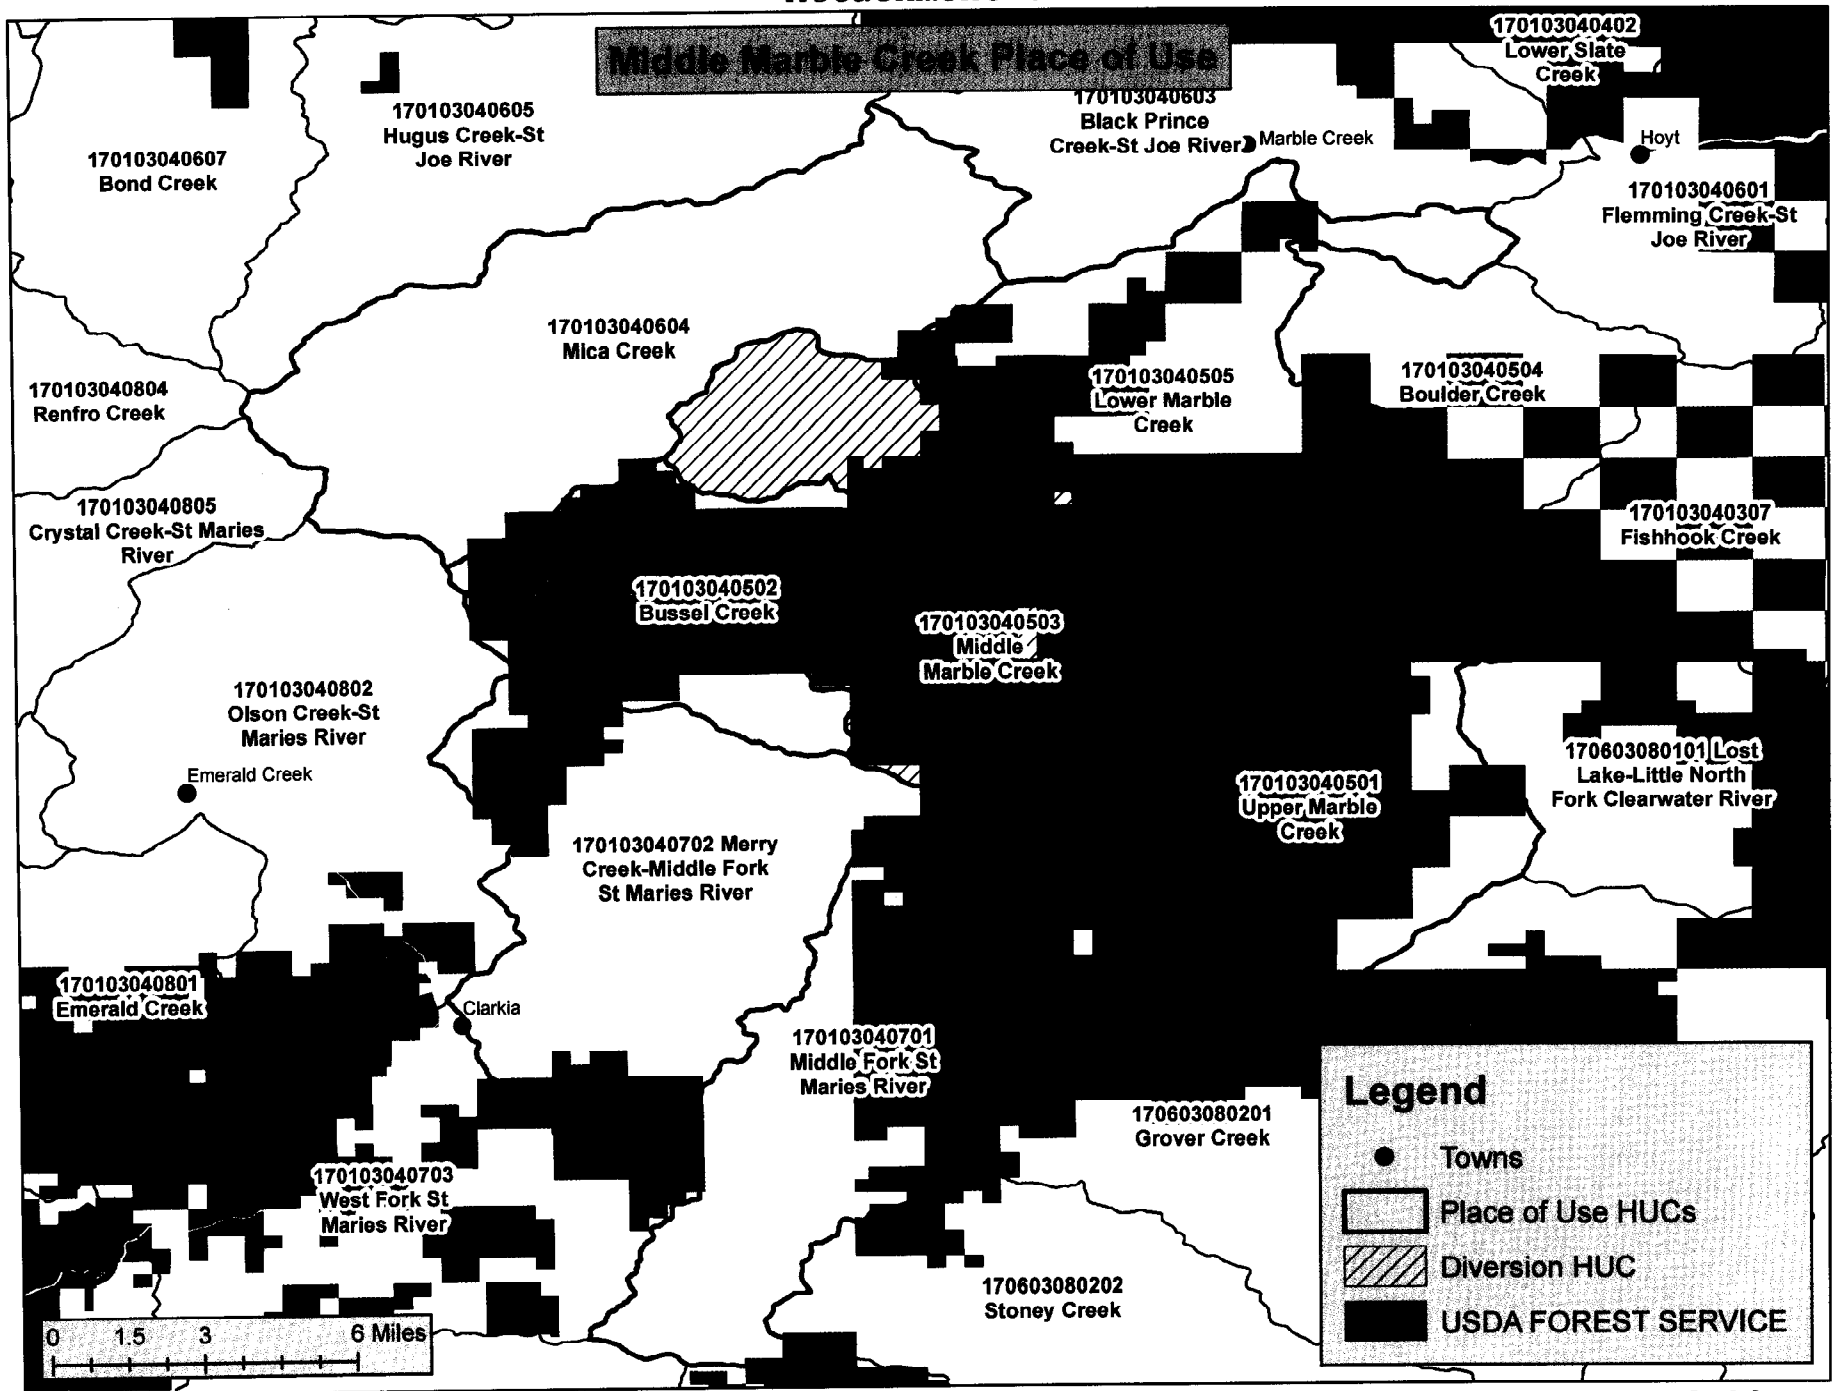 Middle Marble Creek Place of Use
170103040402
Lower Slate
Creek
170103040605
Hugus Creek-St
Joe River
170103040603
Black Prince
Creek-St Joe River
Marble Creek
Hoyt
170103040607
Bond Creek
170103040601
Flemming Creek-St
Joe River
170103040604
Mica Creek
170103040804
Renfro Creek
170103040505
Lower Marble
Creek
170103040504
Boulder Creek
170103040805
Crystal Creek-St Maries
River
170103040307
Fishhook Creek
170103040502
Bussel Creek
170103040503
Middle
Marble Creek
170103040802
Olson Creek-St
Maries River
Emerald Creek
170603080101 Lost
Lake-Little North
Fork Clearwater River
170103040501
Upper Marble
Creek
170103040702 Merry
Creek-Middle Fork
St Maries River
170103040801
Emerald Creek
Clarkia
170103040701
Middle Fork St
Maries River
170603080201
Grover Creek
170103040703
West Fork St
Maries River
170603080202
Stoney Creek
Legend
Towns
Place of Use HUCs
Diversion HUC
USDA FOREST SERVICE
0 1.5 3 6 Miles